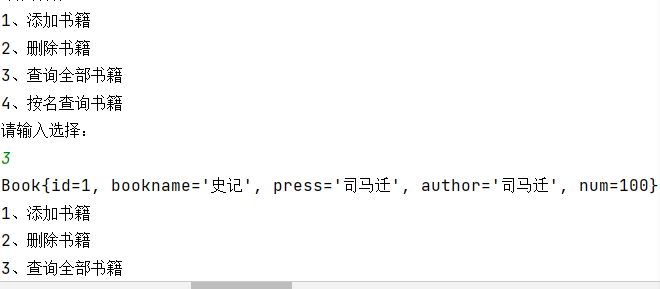 1、添加书籍
2、删除书籍
3、查询全部书籍
4、按名查询书籍
请输入选择：
3
Book{id=1, bookname='史记', press='司马迁', author='司马迁', num=100}
1、添加书籍
2、删除书籍
3、查询全部书籍